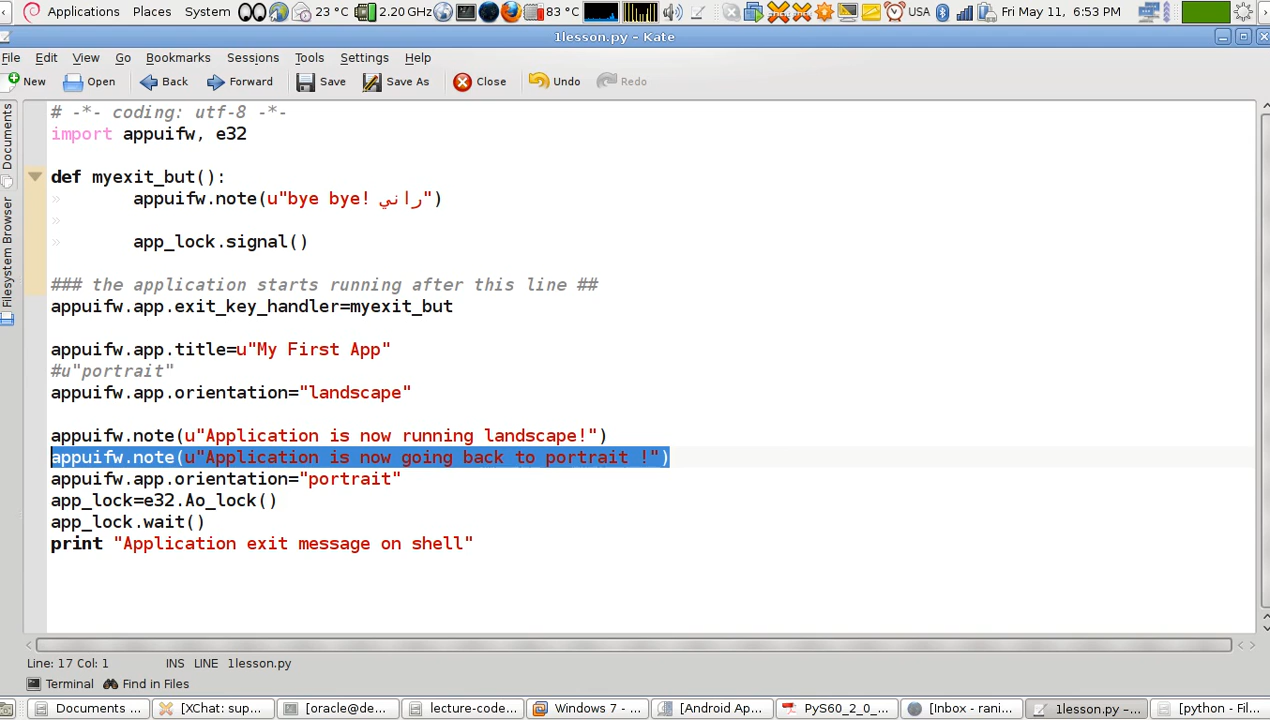 Applications Places System 23 °C 2.20 GHz 83 °C USA Fri May 11, 6:53 PM
1lesson.py - Kate
File Edit View Go Bookmarks Sessions Tools Settings Help
New Open Back Forward Save Save As Close Undo Redo
Documents
Filesystem Browser
# -*- coding: utf-8 -*-
import appuifw, e32
def myexit_but():
» appuifw.note(u"bye bye! راني")
»
» app_lock.signal()
### the application starts running after this line ##
appuifw.app.exit_key_handler=myexit_but
appuifw.app.title=u"My First App"
#u"portrait"
appuifw.app.orientation="landscape"
appuifw.note(u"Application is now running landscape!")
appuifw.note(u"Application is now going back to portrait !")
appuifw.app.orientation="portrait"
app_lock=e32.Ao_lock()
app_lock.wait()
print "Application exit message on shell"
Line: 17 Col: 1 INS LINE 1lesson.py
Terminal Find in Files
Documents ... [XChat: sup... [oracle@de... lecture-code... Windows 7 - ... [Android Ap... PyS60_2_0_... [Inbox - rani... 1lesson.py -... [python - Fil...